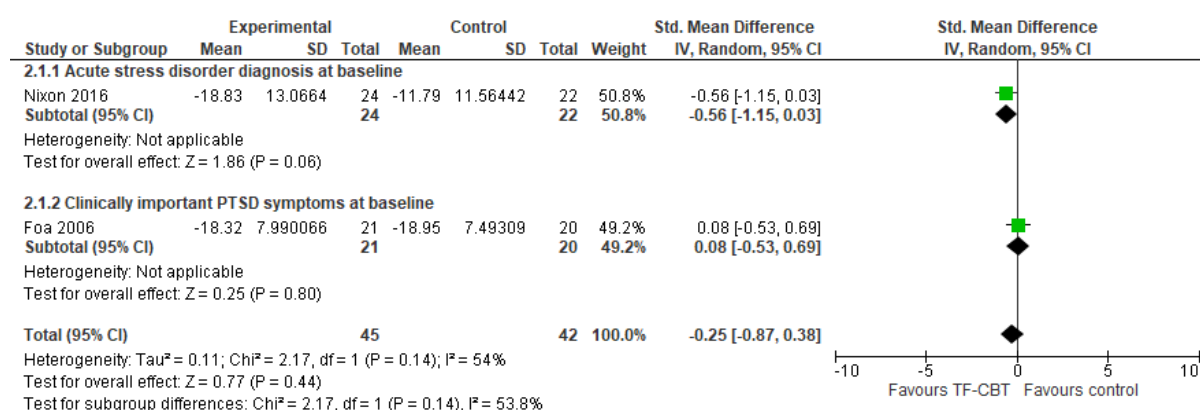 Experimental Control Std. Mean Difference Std. Mean Difference
Study or Subgroup Mean SD Total Mean SD Total Weight IV, Random, 95% CI IV, Random, 95% CI
2.1.1 Acute stress disorder diagnosis at baseline
Nixon 2016 -18.83 13.0664 24 -11.79 11.56442 22 50.8% -0.56 [-1.15, 0.03]
Subtotal (95% CI) 24 22 50.8% -0.56 [-1.15, 0.03]
Heterogeneity: Not applicable
Test for overall effect: Z = 1.86 (P = 0.06)
2.1.2 Clinically important PTSD symptoms at baseline
Foa 2006 -18.32 7.990066 21 -18.95 7.49309 20 49.2% 0.08 [-0.53, 0.69]
Subtotal (95% CI) 21 20 49.2% 0.08 [-0.53, 0.69]
Heterogeneity: Not applicable
Test for overall effect: Z = 0.25 (P = 0.80)
Total (95% CI) 45 42 100.0% -0.25 [-0.87, 0.38]
Heterogeneity: Tau² = 0.11; Chi² = 2.17, df = 1 (P = 0.14); I² = 54%
Test for overall effect: Z = 0.77 (P = 0.44)
Test for subgroup differences: Chi² = 2.17, df = 1 (P = 0.14), I² = 53.8%
-10 -5 0 5 10
Favours TF-CBT Favours control